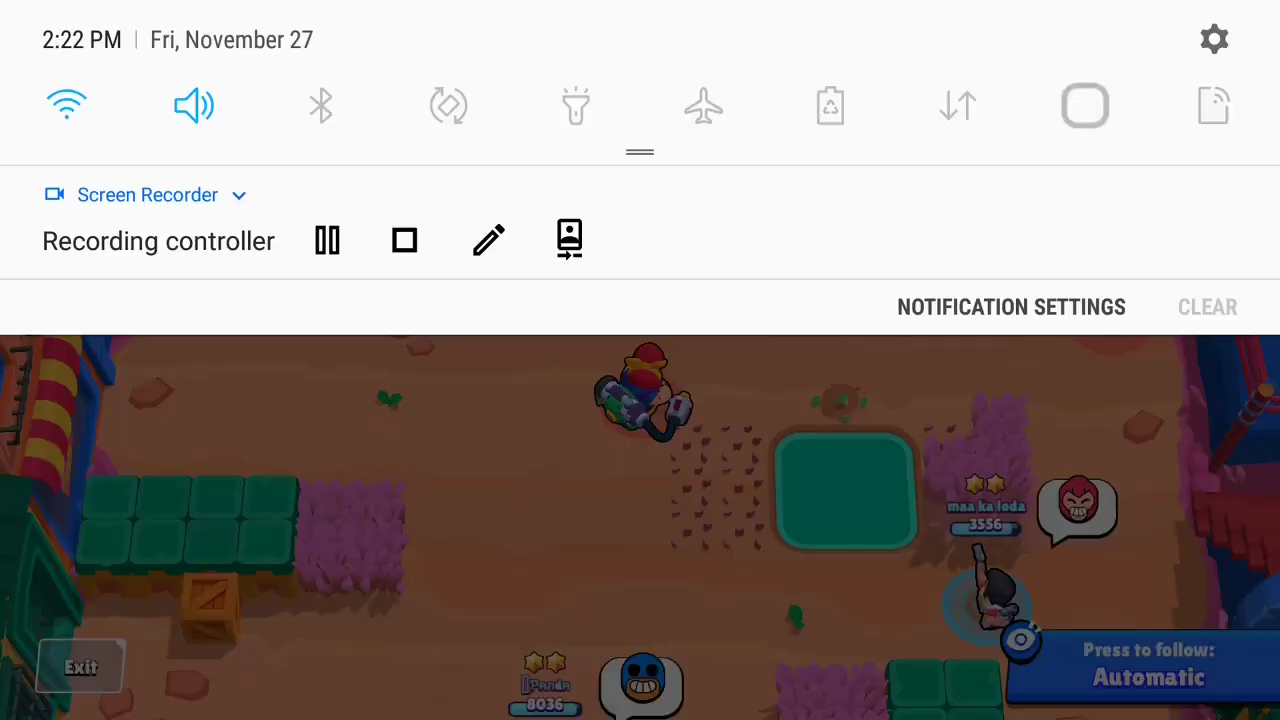 2:22 PM | Fri, November 27
Screen Recorder
Recording controller
NOTIFICATION SETTINGS
CLEAR
maa ka loda
3556
Exit
Press to follow:
Automatic
Panda
8036